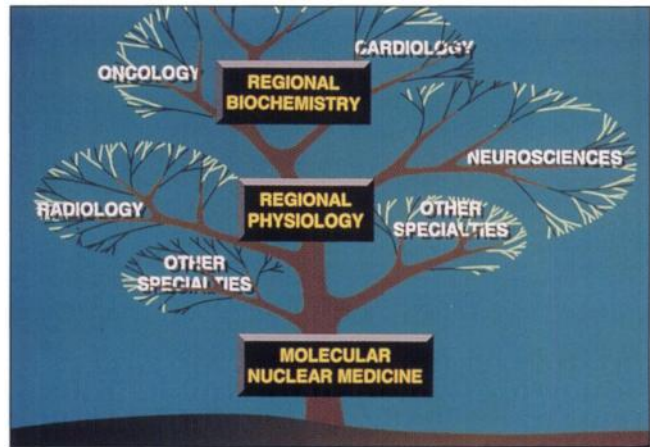 CARDIOLOGY
ONCOLOGY
REGIONAL
BIOCHEMISTRY
NEUROSCIENCES
RADIOLOGY
REGIONAL
PHYSIOLOGY
OTHER
SPECIALTIES
OTHER
SPECIALTIES
MOLECULAR
NUCLEAR MEDICINE